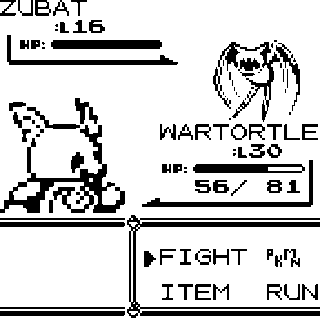 ZUBAT
:L16
HP:
WARTORTLE
:L30
HP:
56/ 81
FIGHT PKMN
ITEM RUN